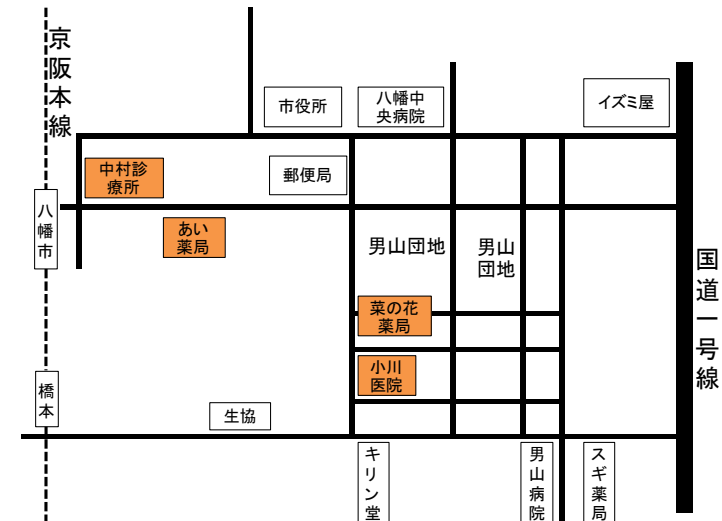 京阪本線
市役所
八幡中
央病院
イズミ屋
中村診
療所
郵便局
八幡市
あい
薬局
男山団地
男山
団地
国道一号線
菜の花
薬局
小川
医院
橋本
生協
キリン堂
男山病院
スギ薬局